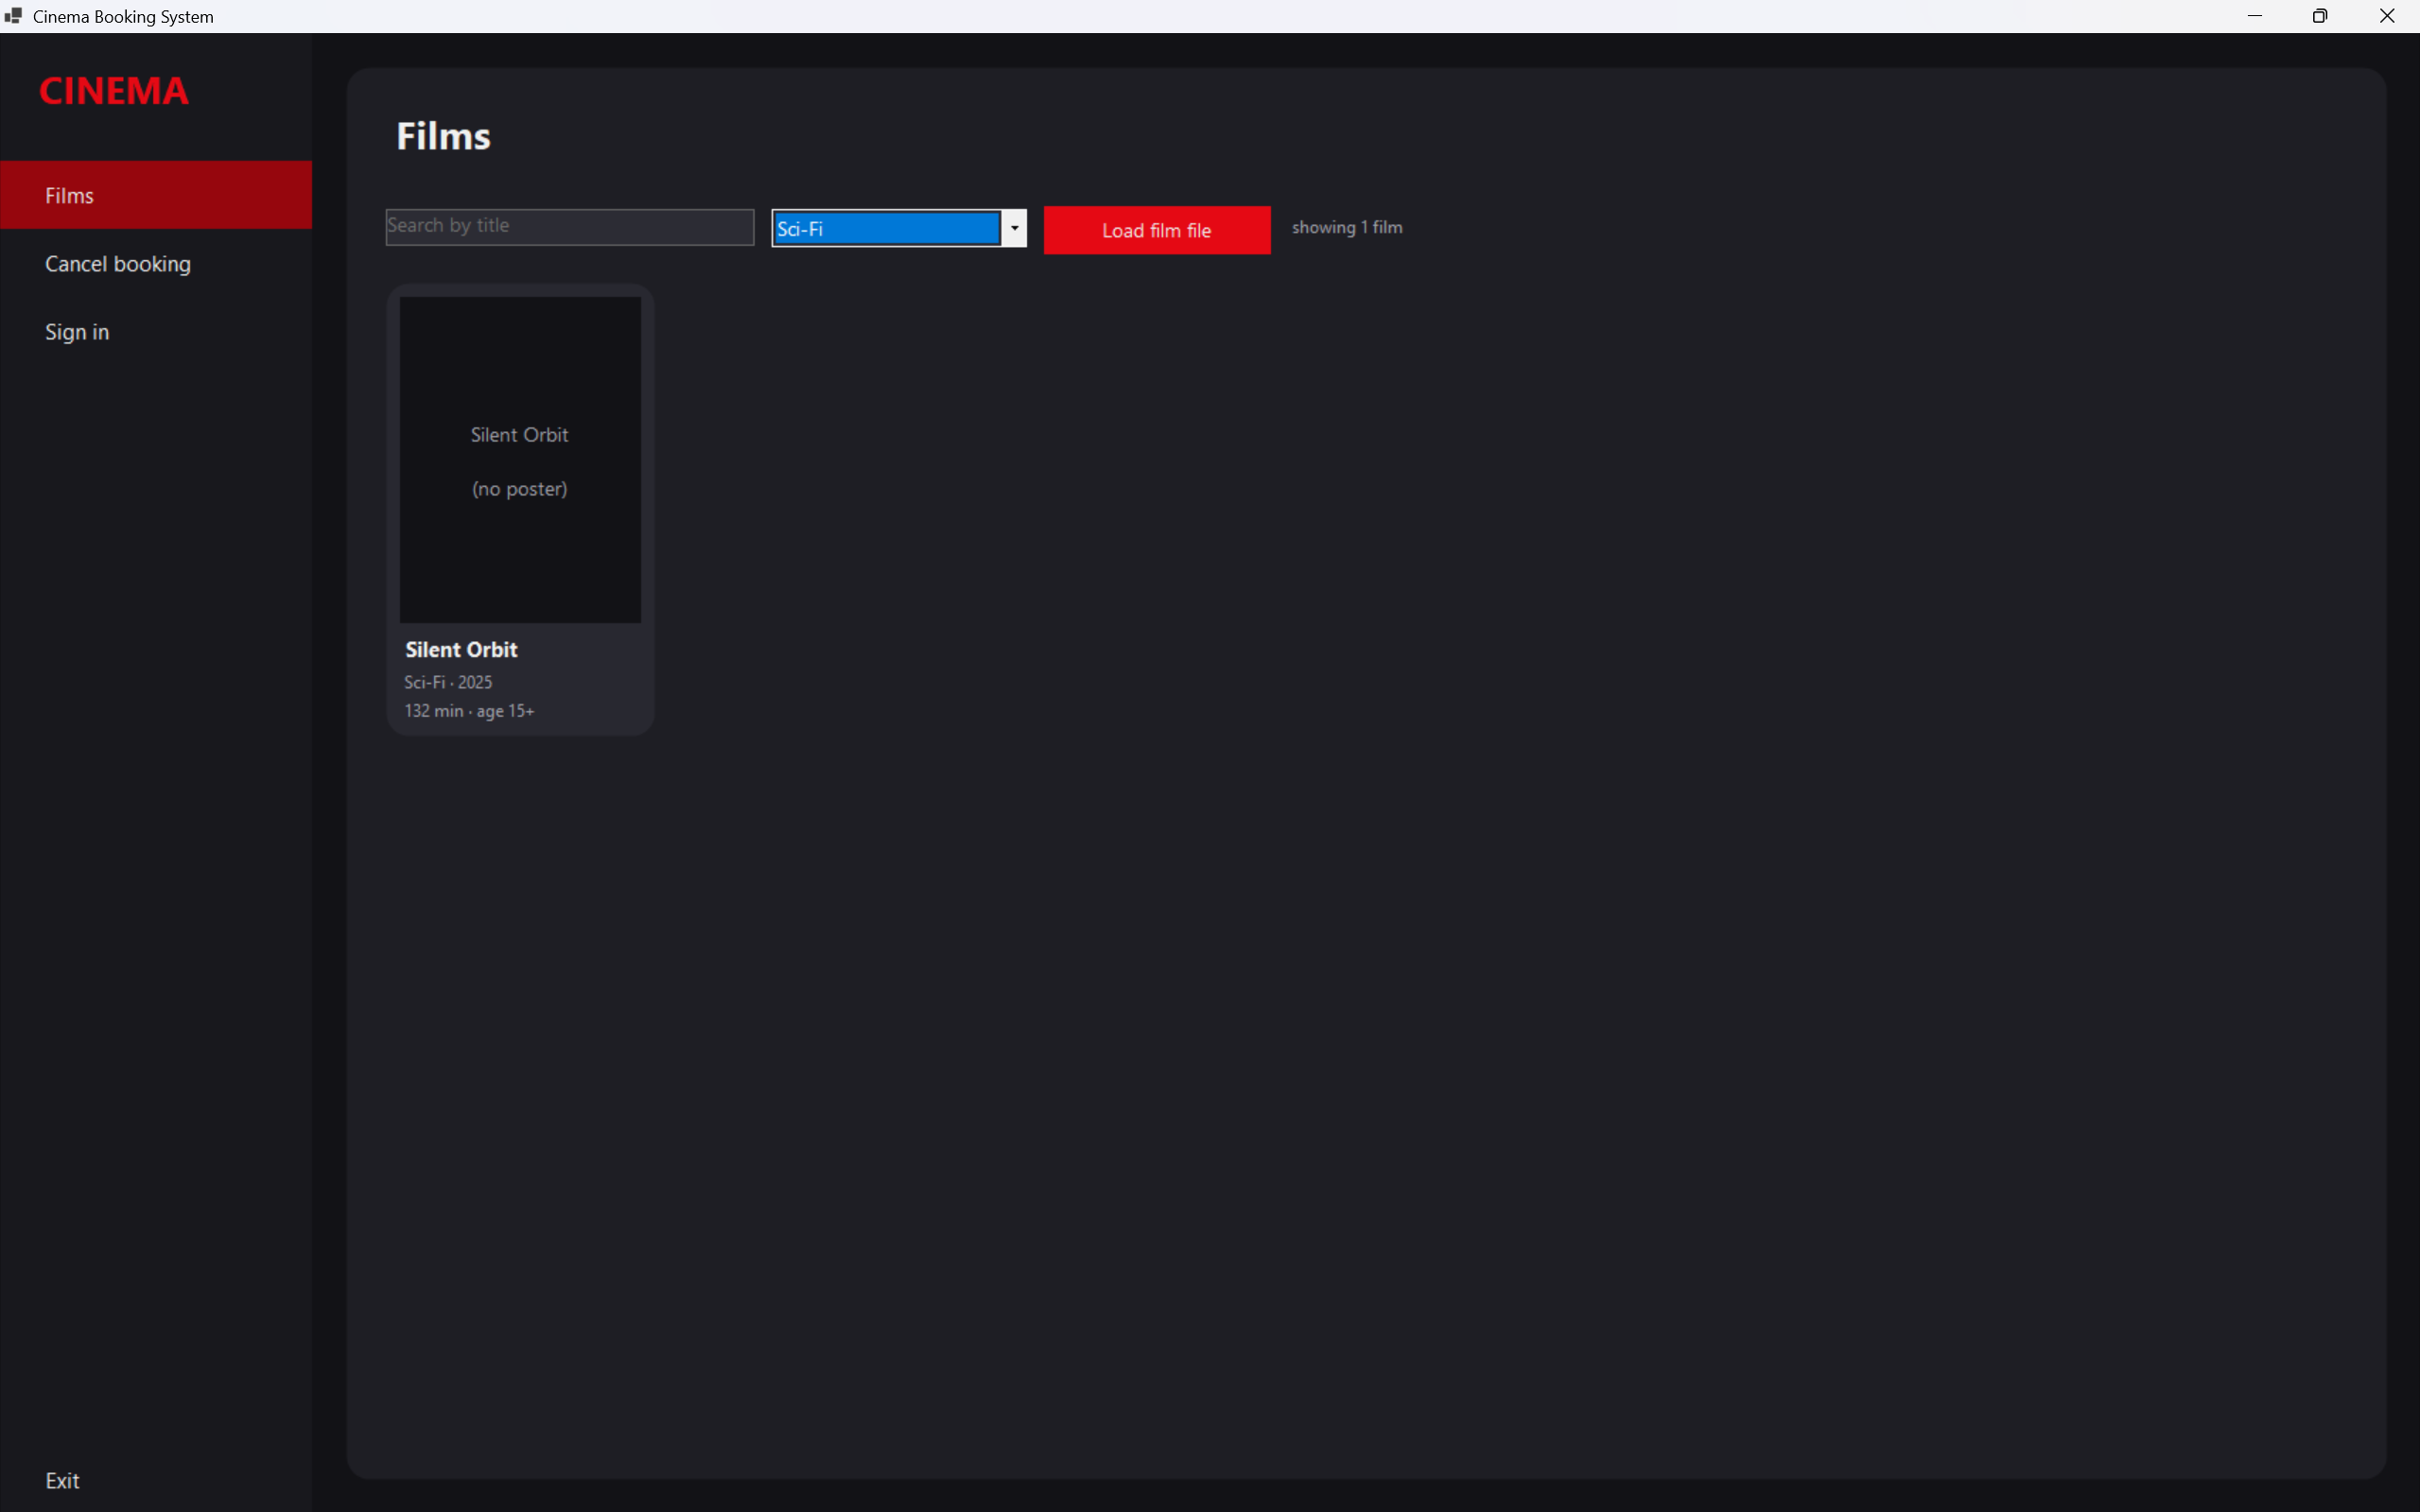 Cinema Booking System
CINEMA
Films
Cancel booking
Sign in
Exit
Films
Search by title
Sci-Fi
Load film file
showing 1 film
Silent Orbit
(no poster)
Silent Orbit
Sci-Fi · 2025
132 min · age 15+